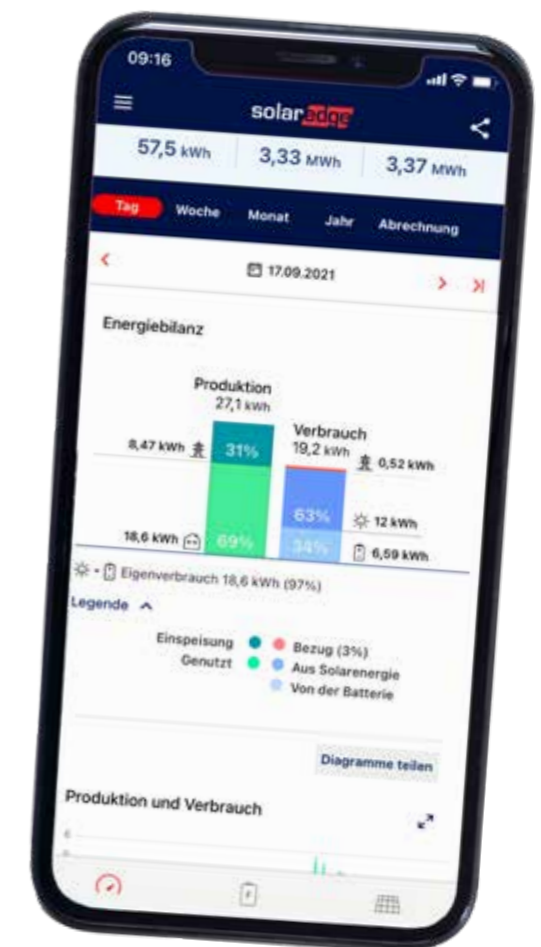 09:16
solaredge
57,5 kWh 3,33 MWh 3,37 MWh
Tag Woche Monat Jahr Abrechnung
17.09.2021
Energiebilanz
Produktion
27,1 kWh
Verbrauch
19,2 kWh
8,47 kWh 31% 0,52 kWh
63% 12 kWh
18,6 kWh 69% 34% 6,59 kWh
Eigenverbrauch 18,6 kWh (97%)
Legende
Einspeisung Bezug (3%)
Genutzt Aus Solarenergie
Von der Batterie
Diagramme teilen
Produktion und Verbrauch